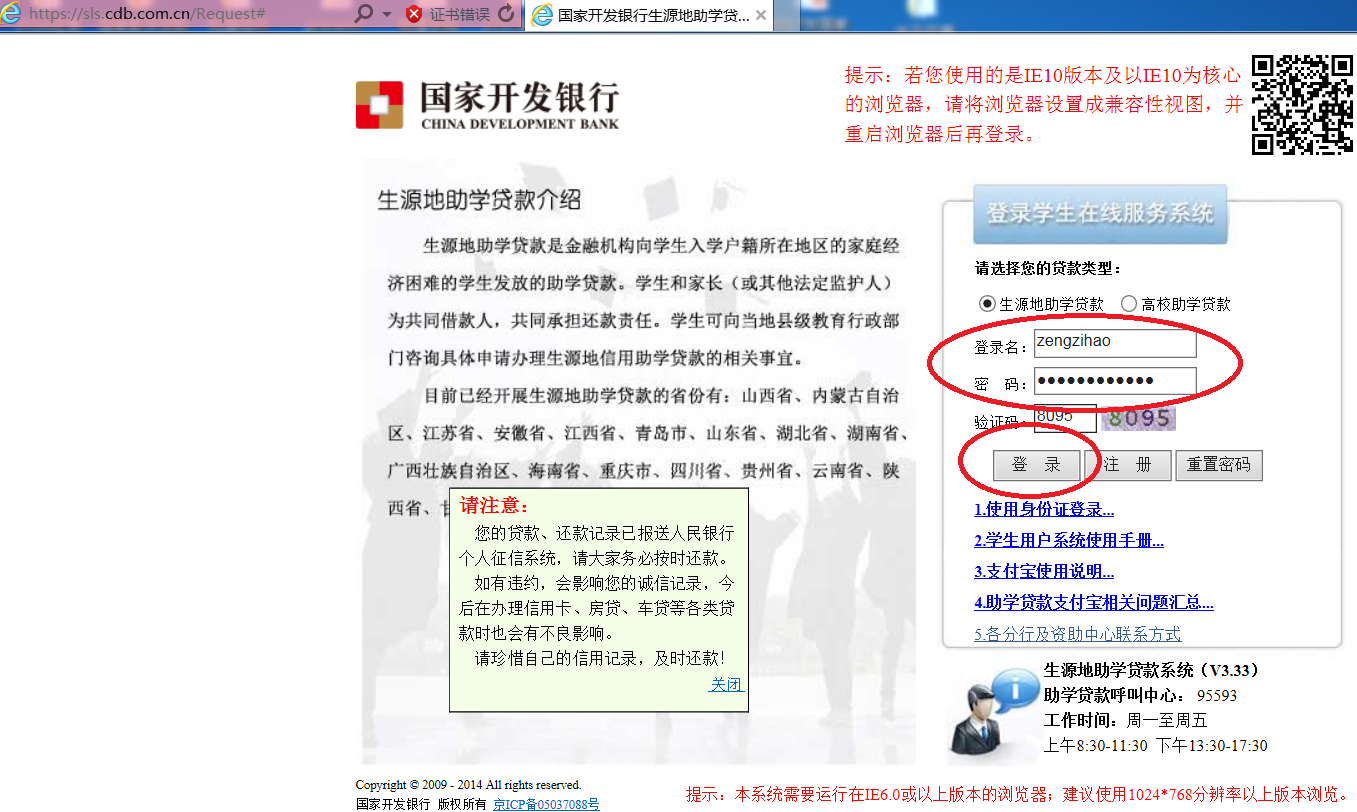 https://sls.cdb.com.cn/Request#
证书错误
国家开发银行生源地助学贷...
国家开发银行
CHINA DEVELOPMENT BANK
提示：若您使用的是IE10版本及以IE10为核心
的浏览器，请将浏览器设置成兼容性视图，并
重启浏览器后再登录。
生源地助学贷款介绍
生源地助学贷款是金融机构向学生入学户籍所在地区的家庭经
济困难的学生发放的助学贷款。学生和家长（或其他法定监护人）
为共同借款人，共同承担还款责任。学生可向当地县级教育行政部
门咨询具体申请办理生源地信用助学贷款的相关事宜。
目前已经开展生源地助学贷款的省份有：山西省、内蒙古自治
区、江苏省、安徽省、江西省、青岛市、山东省、湖北省、湖南省、
广西壮族自治区、海南省、重庆市、四川省、贵州省、云南省、陕
西省、
请注意：
您的贷款、还款记录已报送人民银行
个人征信系统，请大家务必按时还款。
如有违约，会影响您的诚信记录，今
后在办理信用卡、房贷、车贷等各类贷
款时也会有不良影响。
请珍惜自己的信用记录，及时还款！
关闭
登录学生在线服务系统
请选择您的贷款类型：
生源地助学贷款 高校助学贷款
登录名： zengzihao
密 码： ●●●●●●●●●●●●
验证码： 8095 8095
登 录 注 册 重置密码
1.使用身份证登录...
2.学生用户系统使用手册...
3.支付宝使用说明...
4.助学贷款支付宝相关问题汇总...
5.各分行及资助中心联系方式
生源地助学贷款系统（V3.33）
助学贷款呼叫中心： 95593
工作时间：周一至周五
上午8:30-11:30 下午13:30-17:30
Copyright © 2009 - 2014 All rights reserved.
国家开发银行 版权所有 京ICP备05037088号
提示：本系统需要运行在IE6.0或以上版本的浏览器；建议使用1024*768分辨率以上版本浏览。